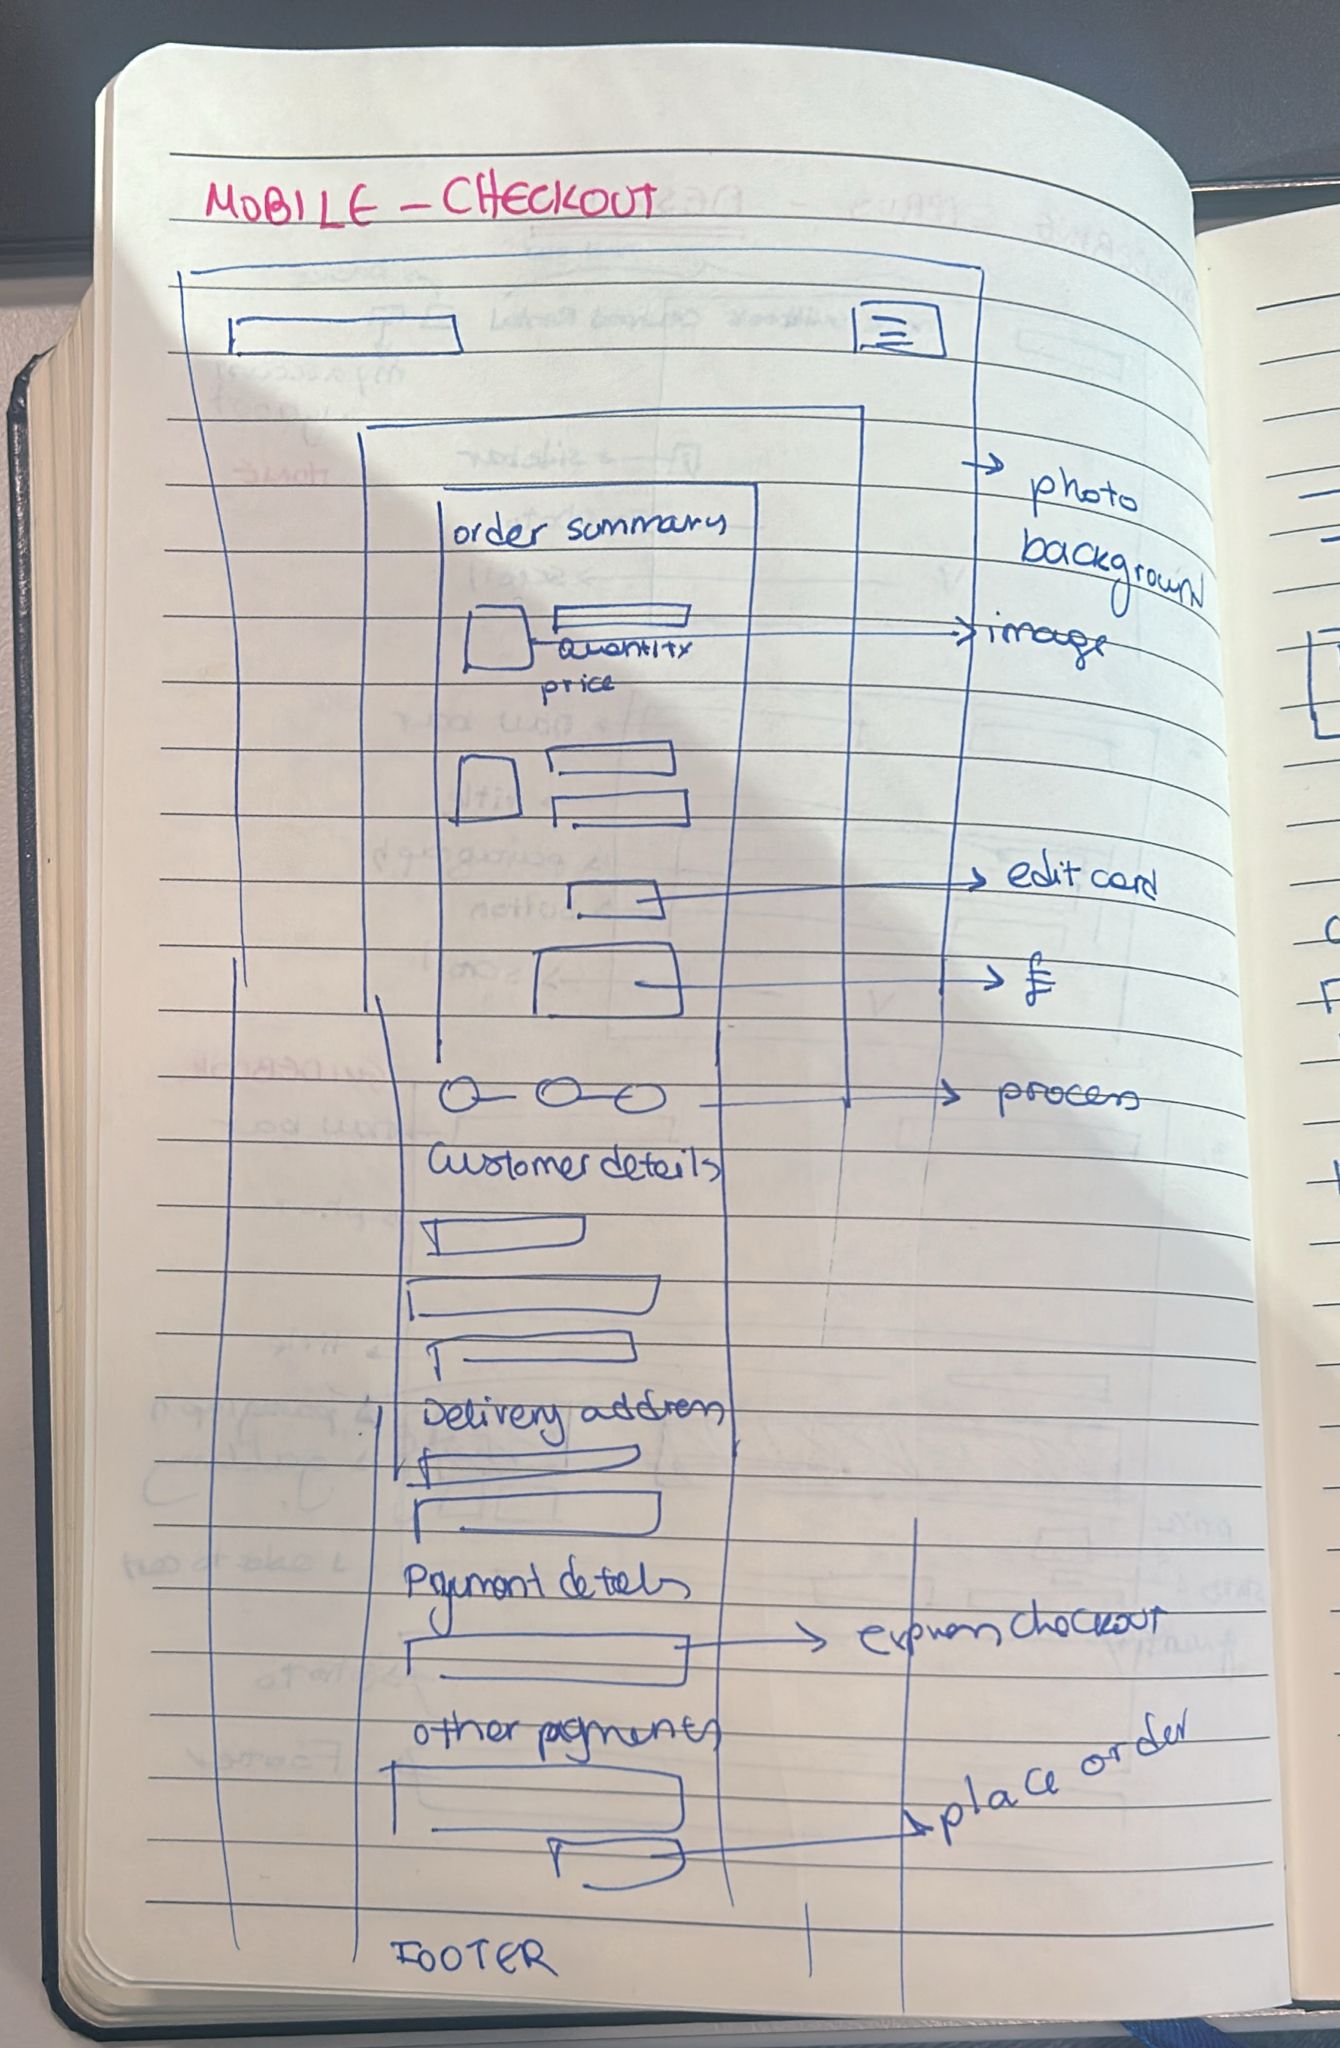 MOBILE - CHECKOUT
photo
background
order summary
image
quantity
price
edit card
£
process
Customer details
Delivery address
Payment details
express checkout
other payments
place order
FOOTER